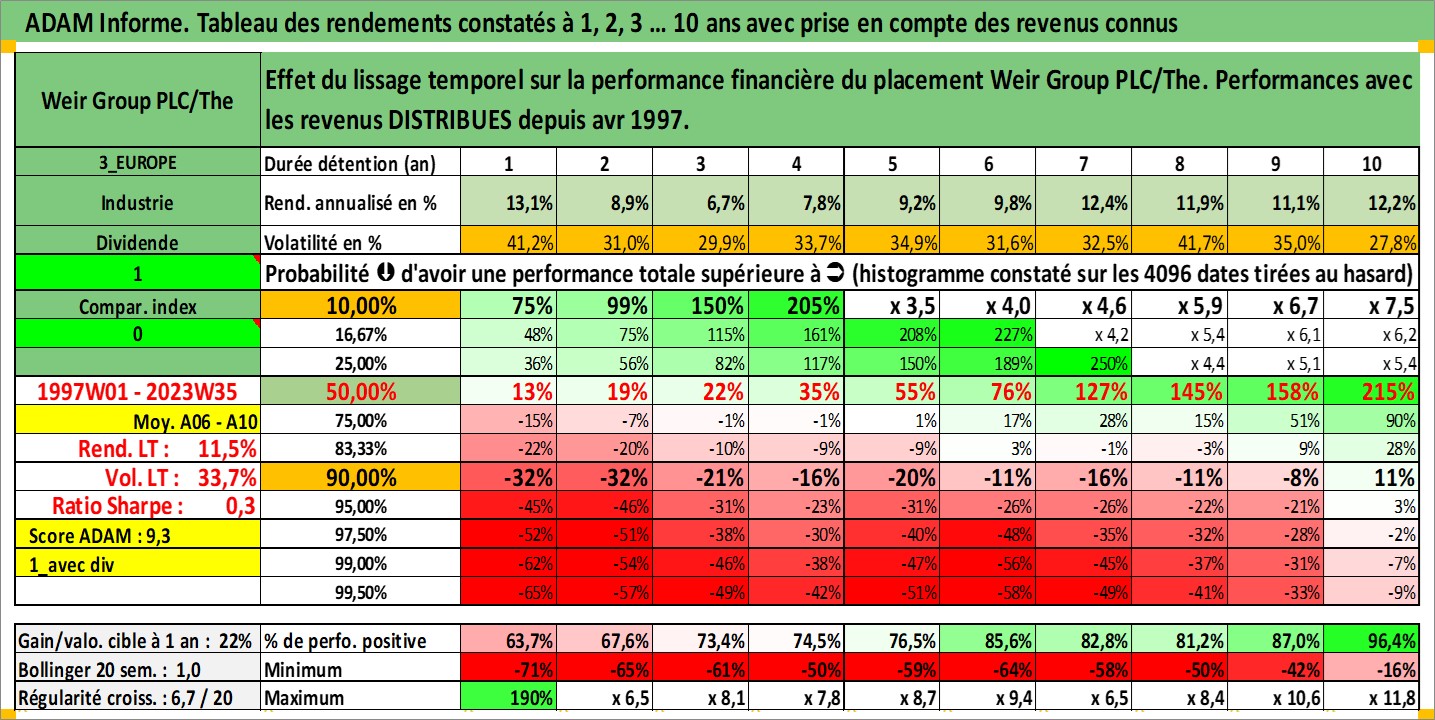 ADAM Informe. Tableau des rendements constatés à 1, 2, 3 ... 10 ans avec prise en compte des revenus connus
Weir Group PLC/The
Effet du lissage temporel sur la performance financière du placement Weir Group PLC/The. Performances avec
les revenus DISTRIBUES depuis avr 1997.
3_EUROPE Durée détention (an) 1 2 3 4 5 6 7 8 9 10
Industrie Rend. annualisé en % 13,1% 8,9% 6,7% 7,8% 9,2% 9,8% 12,4% 11,9% 11,1% 12,2%
Dividende Volatilité en % 41,2% 31,0% 29,9% 33,7% 34,9% 31,6% 32,5% 41,7% 35,0% 27,8%
1 Probabilité ⬇ d'avoir une performance totale supérieure à ➲ (histogramme constaté sur les 4096 dates tirées au hasard)
Compar. index 10,00% 75% 99% 150% 205% x 3,5 x 4,0 x 4,6 x 5,9 x 6,7 x 7,5
0 16,67% 48% 75% 115% 161% 208% 227% x 4,2 x 5,4 x 6,1 x 6,2
25,00% 36% 56% 82% 117% 150% 189% 250% x 4,4 x 5,1 x 5,4
1997W01 - 2023W35 50,00% 13% 19% 22% 35% 55% 76% 127% 145% 158% 215%
Moy. A06 - A10 75,00% -15% -7% -1% -1% 1% 17% 28% 15% 51% 90%
Rend. LT : 11,5% 83,33% -22% -20% -10% -9% -9% 3% -1% -3% 9% 28%
Vol. LT : 33,7% 90,00% -32% -32% -21% -16% -20% -11% -16% -11% -8% 11%
Ratio Sharpe : 0,3 95,00% -45% -46% -31% -23% -31% -26% -26% -22% -21% 3%
Score ADAM : 9,3 97,50% -52% -51% -38% -30% -40% -48% -35% -32% -28% -2%
1_avec div 99,00% -62% -54% -46% -38% -47% -56% -45% -37% -31% -7%
99,50% -65% -57% -49% -42% -51% -58% -49% -41% -33% -9%
Gain/valo. cible à 1 an : 22% % de perfo. positive 63,7% 67,6% 73,4% 74,5% 76,5% 85,6% 82,8% 81,2% 87,0% 96,4%
Bollinger 20 sem. : 1,0 Minimum -71% -65% -61% -50% -59% -64% -58% -50% -42% -16%
Régularité croiss. : 6,7 / 20 Maximum 190% x 6,5 x 8,1 x 7,8 x 8,7 x 9,4 x 6,5 x 8,4 x 10,6 x 11,8